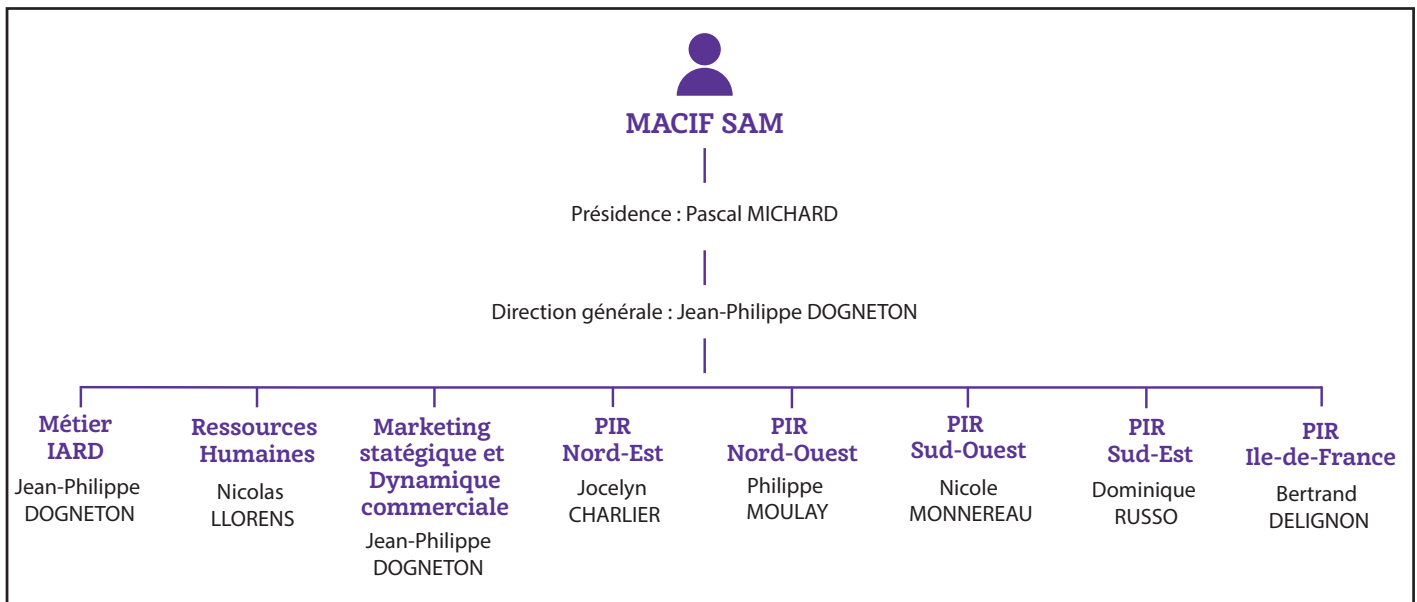 MACIF SAM
Présidence : Pascal MICHARD
Direction générale : Jean-Philippe DOGNETON
Métier
IARD
Jean-Philippe
DOGNETON
Ressources
Humaines
Nicolas
LLORENS
Marketing
statégique et
Dynamique
commerciale
Jean-Philippe
DOGNETON
PIR
Nord-Est
Jocelyn
CHARLIER
PIR
Nord-Ouest
Philippe
MOULAY
PIR
Sud-Ouest
Nicole
MONNEREAU
PIR
Sud-Est
Dominique
RUSSO
PIR
Ile-de-France
Bertrand
DELIGNON